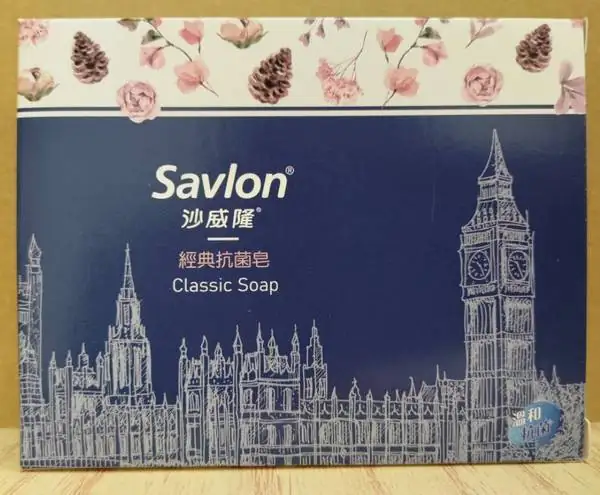 Savlon®
沙威隆®
經典抗菌皂
Classic Soap
溫和
抗菌